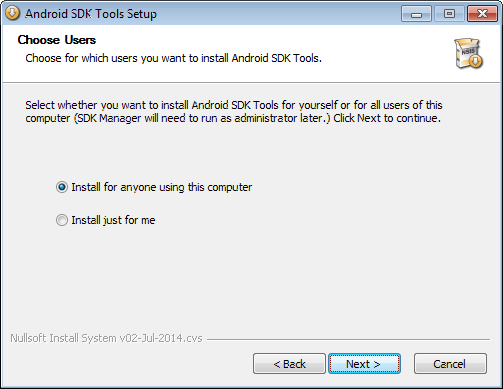 Android SDK Tools Setup
Choose Users
Choose for which users you want to install Android SDK Tools.
NSIS
Select whether you want to install Android SDK Tools for yourself or for all users of this
computer (SDK Manager will need to run as administrator later.) Click Next to continue.
Install for anyone using this computer
Install just for me
Nullsoft Install System v02-Jul-2014.cvs
< Back
Next >
Cancel